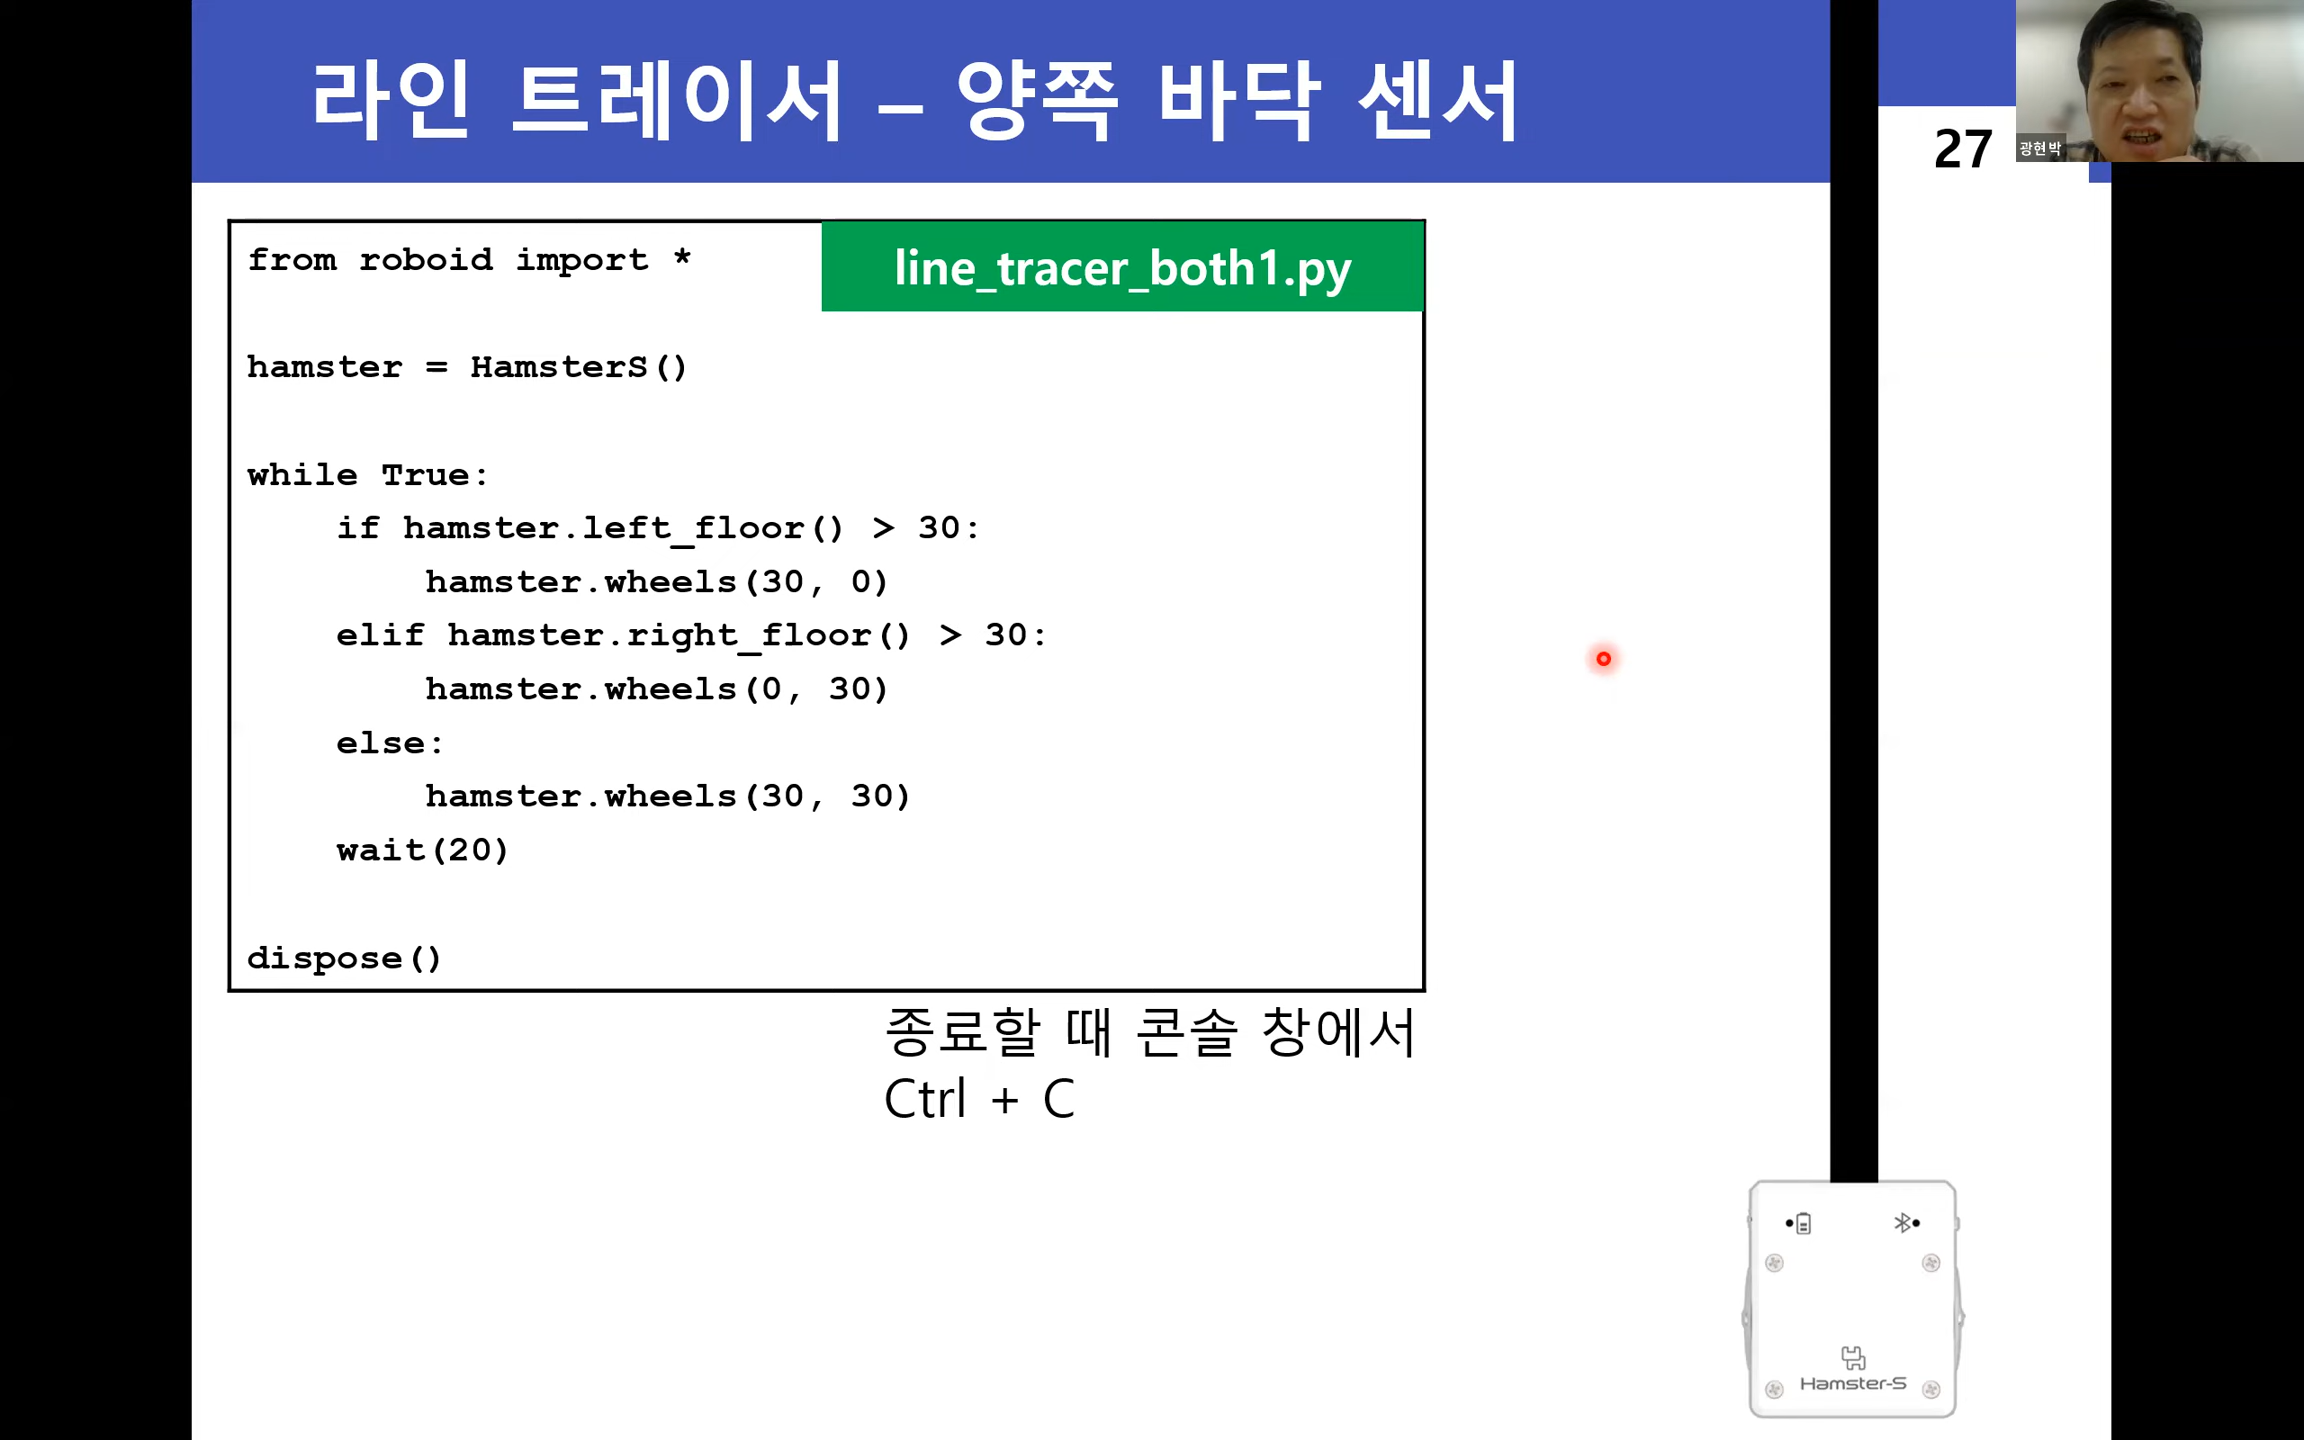 라인 트레이서 – 양쪽 바닥 센서
27
광현 박
line_tracer_both1.py
from roboid import *
hamster = HamsterS()
while True:
    if hamster.left_floor() > 30:
        hamster.wheels(30, 0)
    elif hamster.right_floor() > 30:
        hamster.wheels(0, 30)
    else:
        hamster.wheels(30, 30)
    wait(20)
dispose()
종료할 때 콘솔 창에서
Ctrl + C
Hamster-S